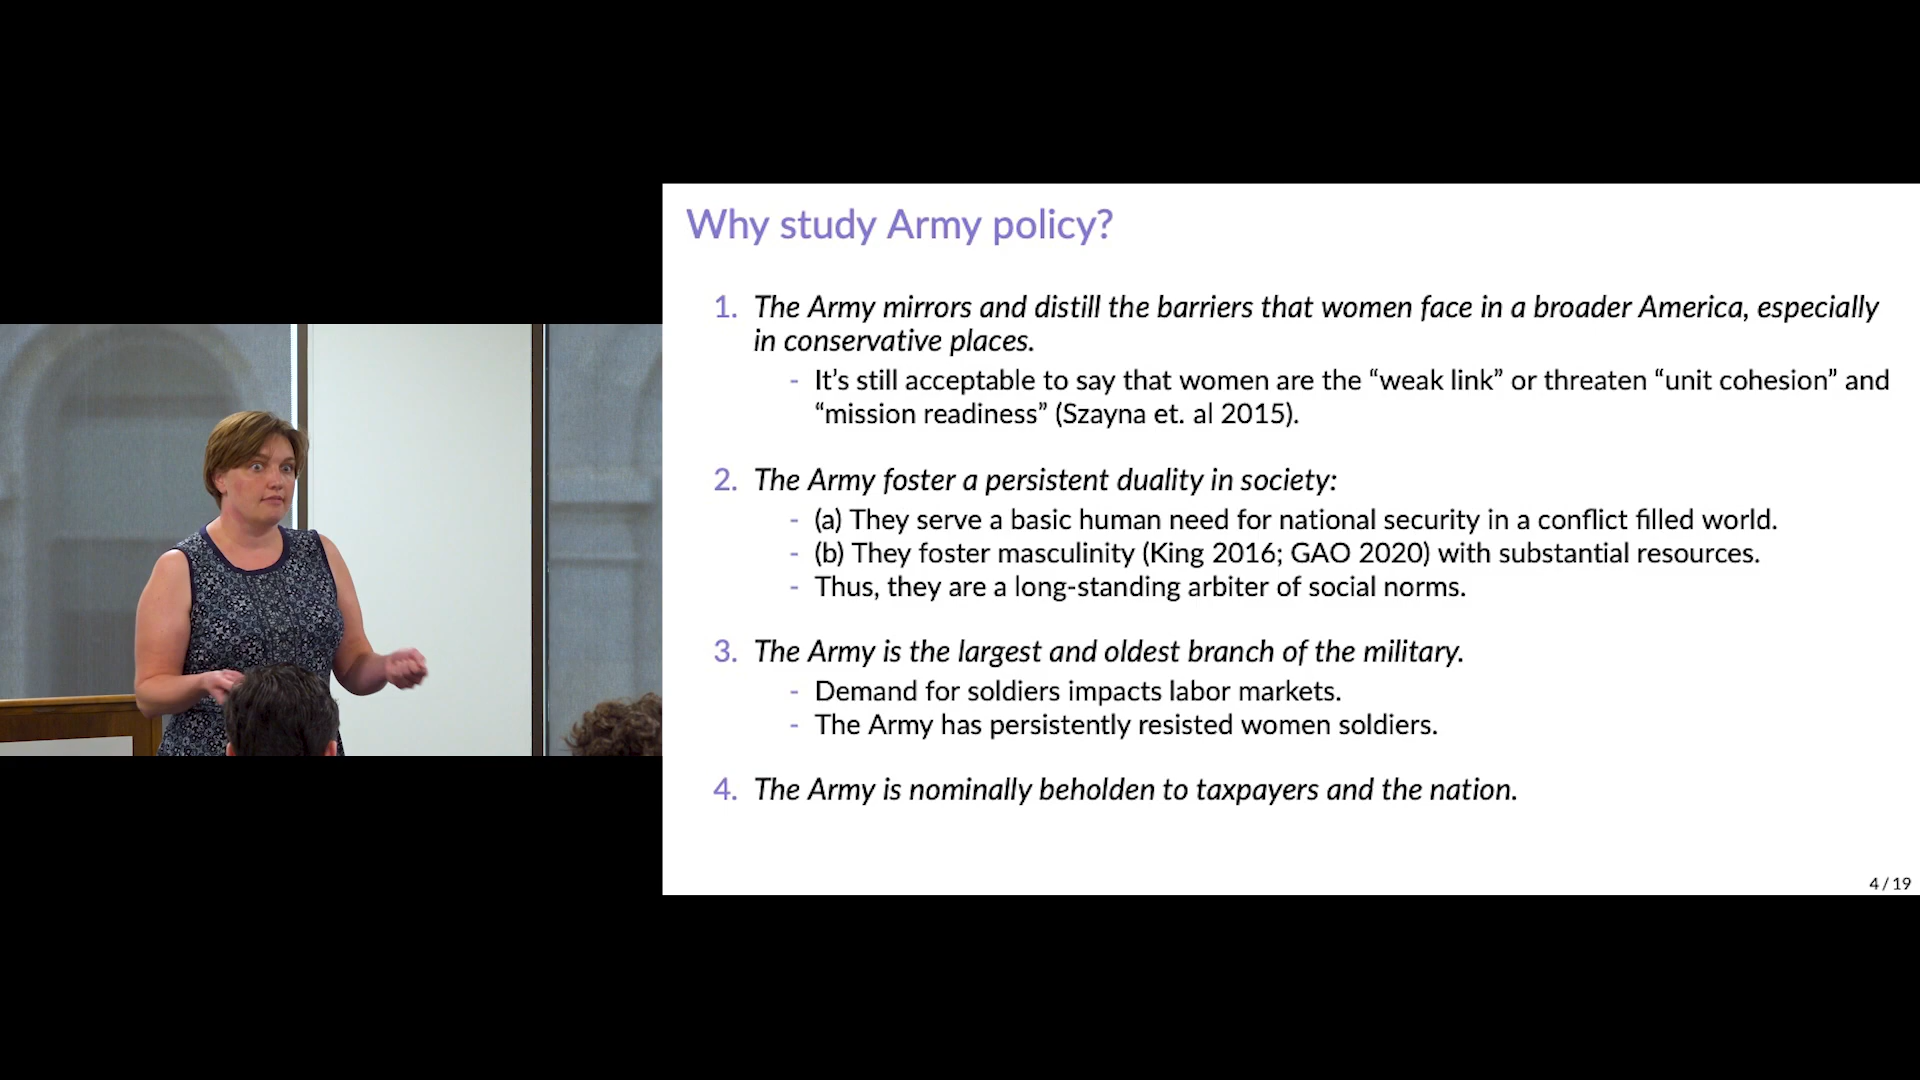 Why study Army policy?
1. The Army mirrors and distill the barriers that women face in a broader America, especially
in conservative places.
- It’s still acceptable to say that women are the “weak link” or threaten “unit cohesion” and
“mission readiness” (Szayna et. al 2015).
2. The Army foster a persistent duality in society:
- (a) They serve a basic human need for national security in a conflict filled world.
- (b) They foster masculinity (King 2016; GAO 2020) with substantial resources.
- Thus, they are a long-standing arbiter of social norms.
3. The Army is the largest and oldest branch of the military.
- Demand for soldiers impacts labor markets.
- The Army has persistently resisted women soldiers.
4. The Army is nominally beholden to taxpayers and the nation.
4 / 19